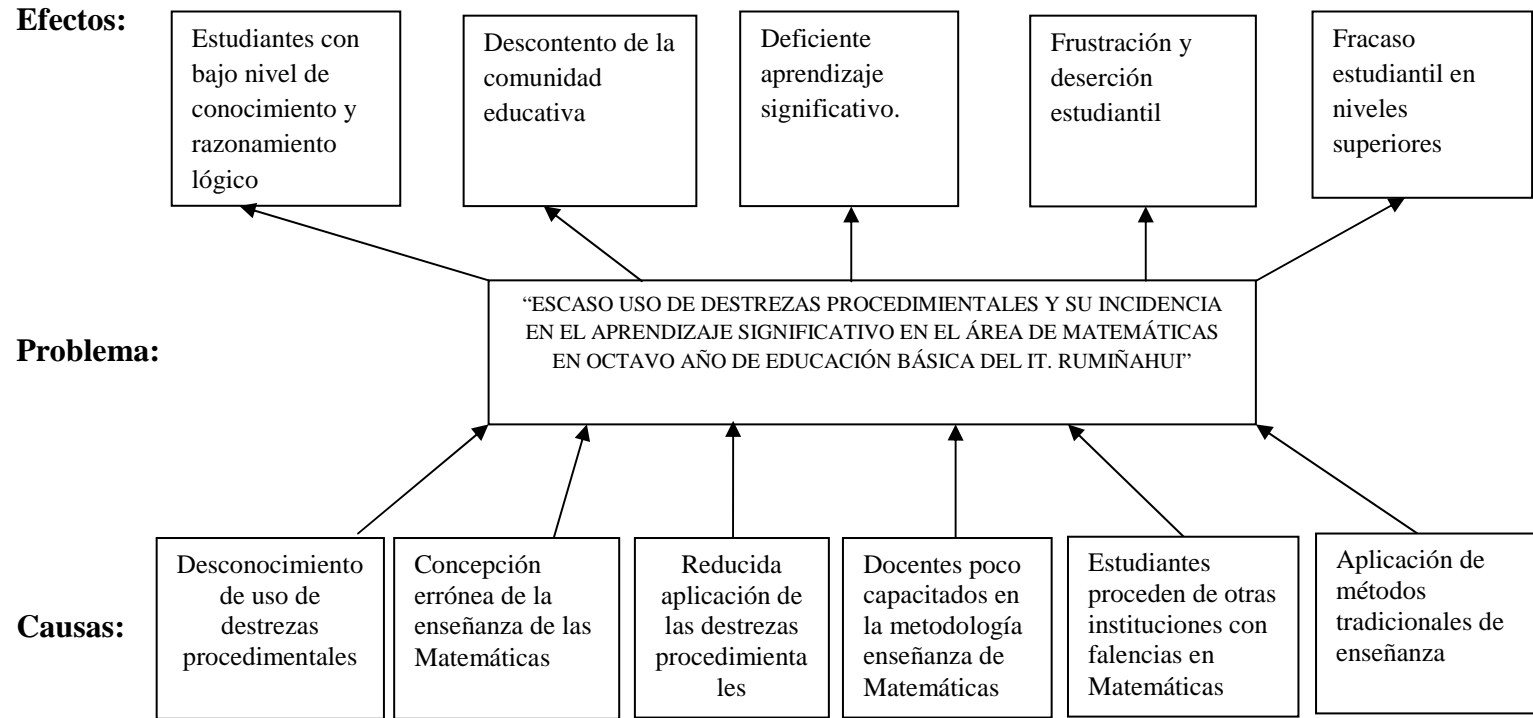 Efectos:
Estudiantes con
bajo nivel de
conocimiento y
razonamiento
lógico
Descontento de la
comunidad
educativa
Deficiente
aprendizaje
significativo.
Frustración y
deserción
estudiantil
Fracaso
estudiantil en
niveles
superiores
Problema:
“ESCASO USO DE DESTREZAS PROCEDIMIENTALES Y SU INCIDENCIA
EN EL APRENDIZAJE SIGNIFICATIVO EN EL ÁREA DE MATEMÁTICAS
EN OCTAVO AÑO DE EDUCACIÓN BÁSICA DEL IT. RUMIÑAHUI”
Causas:
Desconocimiento
de uso de
destrezas
procedimentales
Concepción
errónea de la
enseñanza de las
Matemáticas
Reducida
aplicación de
las destrezas
procedimienta
les
Docentes poco
capacitados en
la metodología
enseñanza de
Matemáticas
Estudiantes
proceden de otras
instituciones con
falencias en
Matemáticas
Aplicación de
métodos
tradicionales de
enseñanza